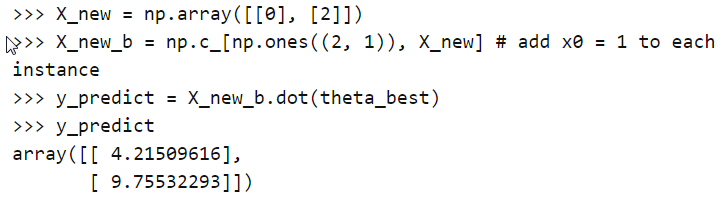 >>> X_new = np.array([[0], [2]])
>>> X_new_b = np.c_[np.ones((2, 1)), X_new] # add x0 = 1 to each
instance
>>> y_predict = X_new_b.dot(theta_best)
>>> y_predict
array([[ 4.21509616],
       [ 9.75532293]])